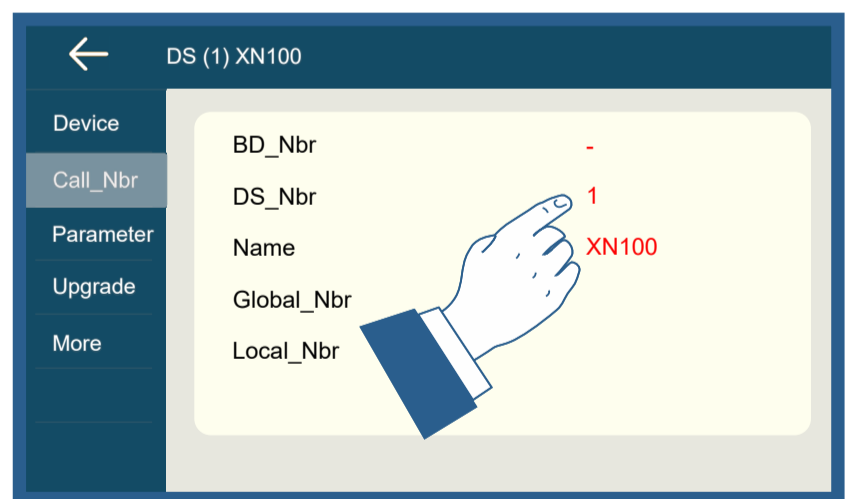 DS (1) XN100
Device
Call_Nbr
Parameter
Upgrade
More
BD_Nbr -
DS_Nbr 1
Name XN100
Global_Nbr
Local_Nbr